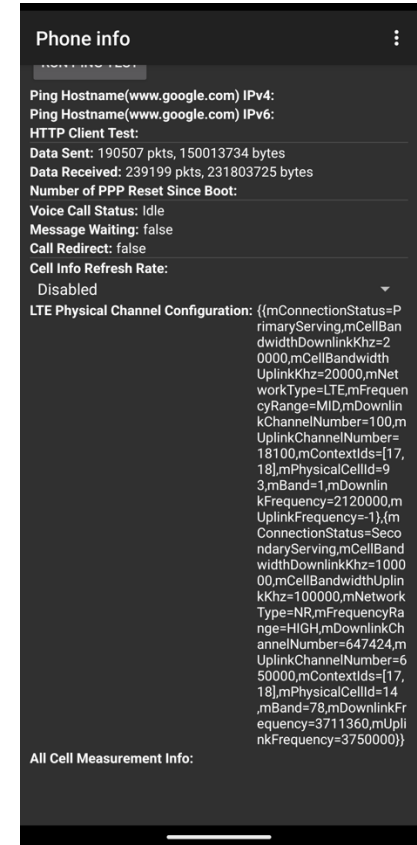 Phone info
RUN PING TEST
Ping Hostname(www.google.com) IPv4:
Ping Hostname(www.google.com) IPv6:
HTTP Client Test:
Data Sent: 190507 pkts, 150013734 bytes
Data Received: 239199 pkts, 231803725 bytes
Number of PPP Reset Since Boot:
Voice Call Status: Idle
Message Waiting: false
Call Redirect: false
Cell Info Refresh Rate:
Disabled
LTE Physical Channel Configuration: {{mConnectionStatus=P
rimaryServing,mCellBan
dwidthDownlinkKhz=2
0000,mCellBandwidth
UplinkKhz=20000,mNet
workType=LTE,mFrequen
cyRange=MID,mDownlin
kChannelNumber=100,m
UplinkChannelNumber=
18100,mContextIds=[17,
18],mPhysicalCellId=9
3,mBand=1,mDownlin
kFrequency=2120000,m
UplinkFrequency=-1},{m
ConnectionStatus=Seco
ndaryServing,mCellBand
widthDownlinkKhz=1000
00,mCellBandwidthUplin
kKhz=100000,mNetwork
Type=NR,mFrequencyRa
nge=HIGH,mDownlinkCh
annelNumber=647424,m
UplinkChannelNumber=6
50000,mContextIds=[17,
18],mPhysicalCellId=14
,mBand=78,mDownlinkFr
equency=3711360,mUpli
nkFrequency=3750000}}
All Cell Measurement Info: